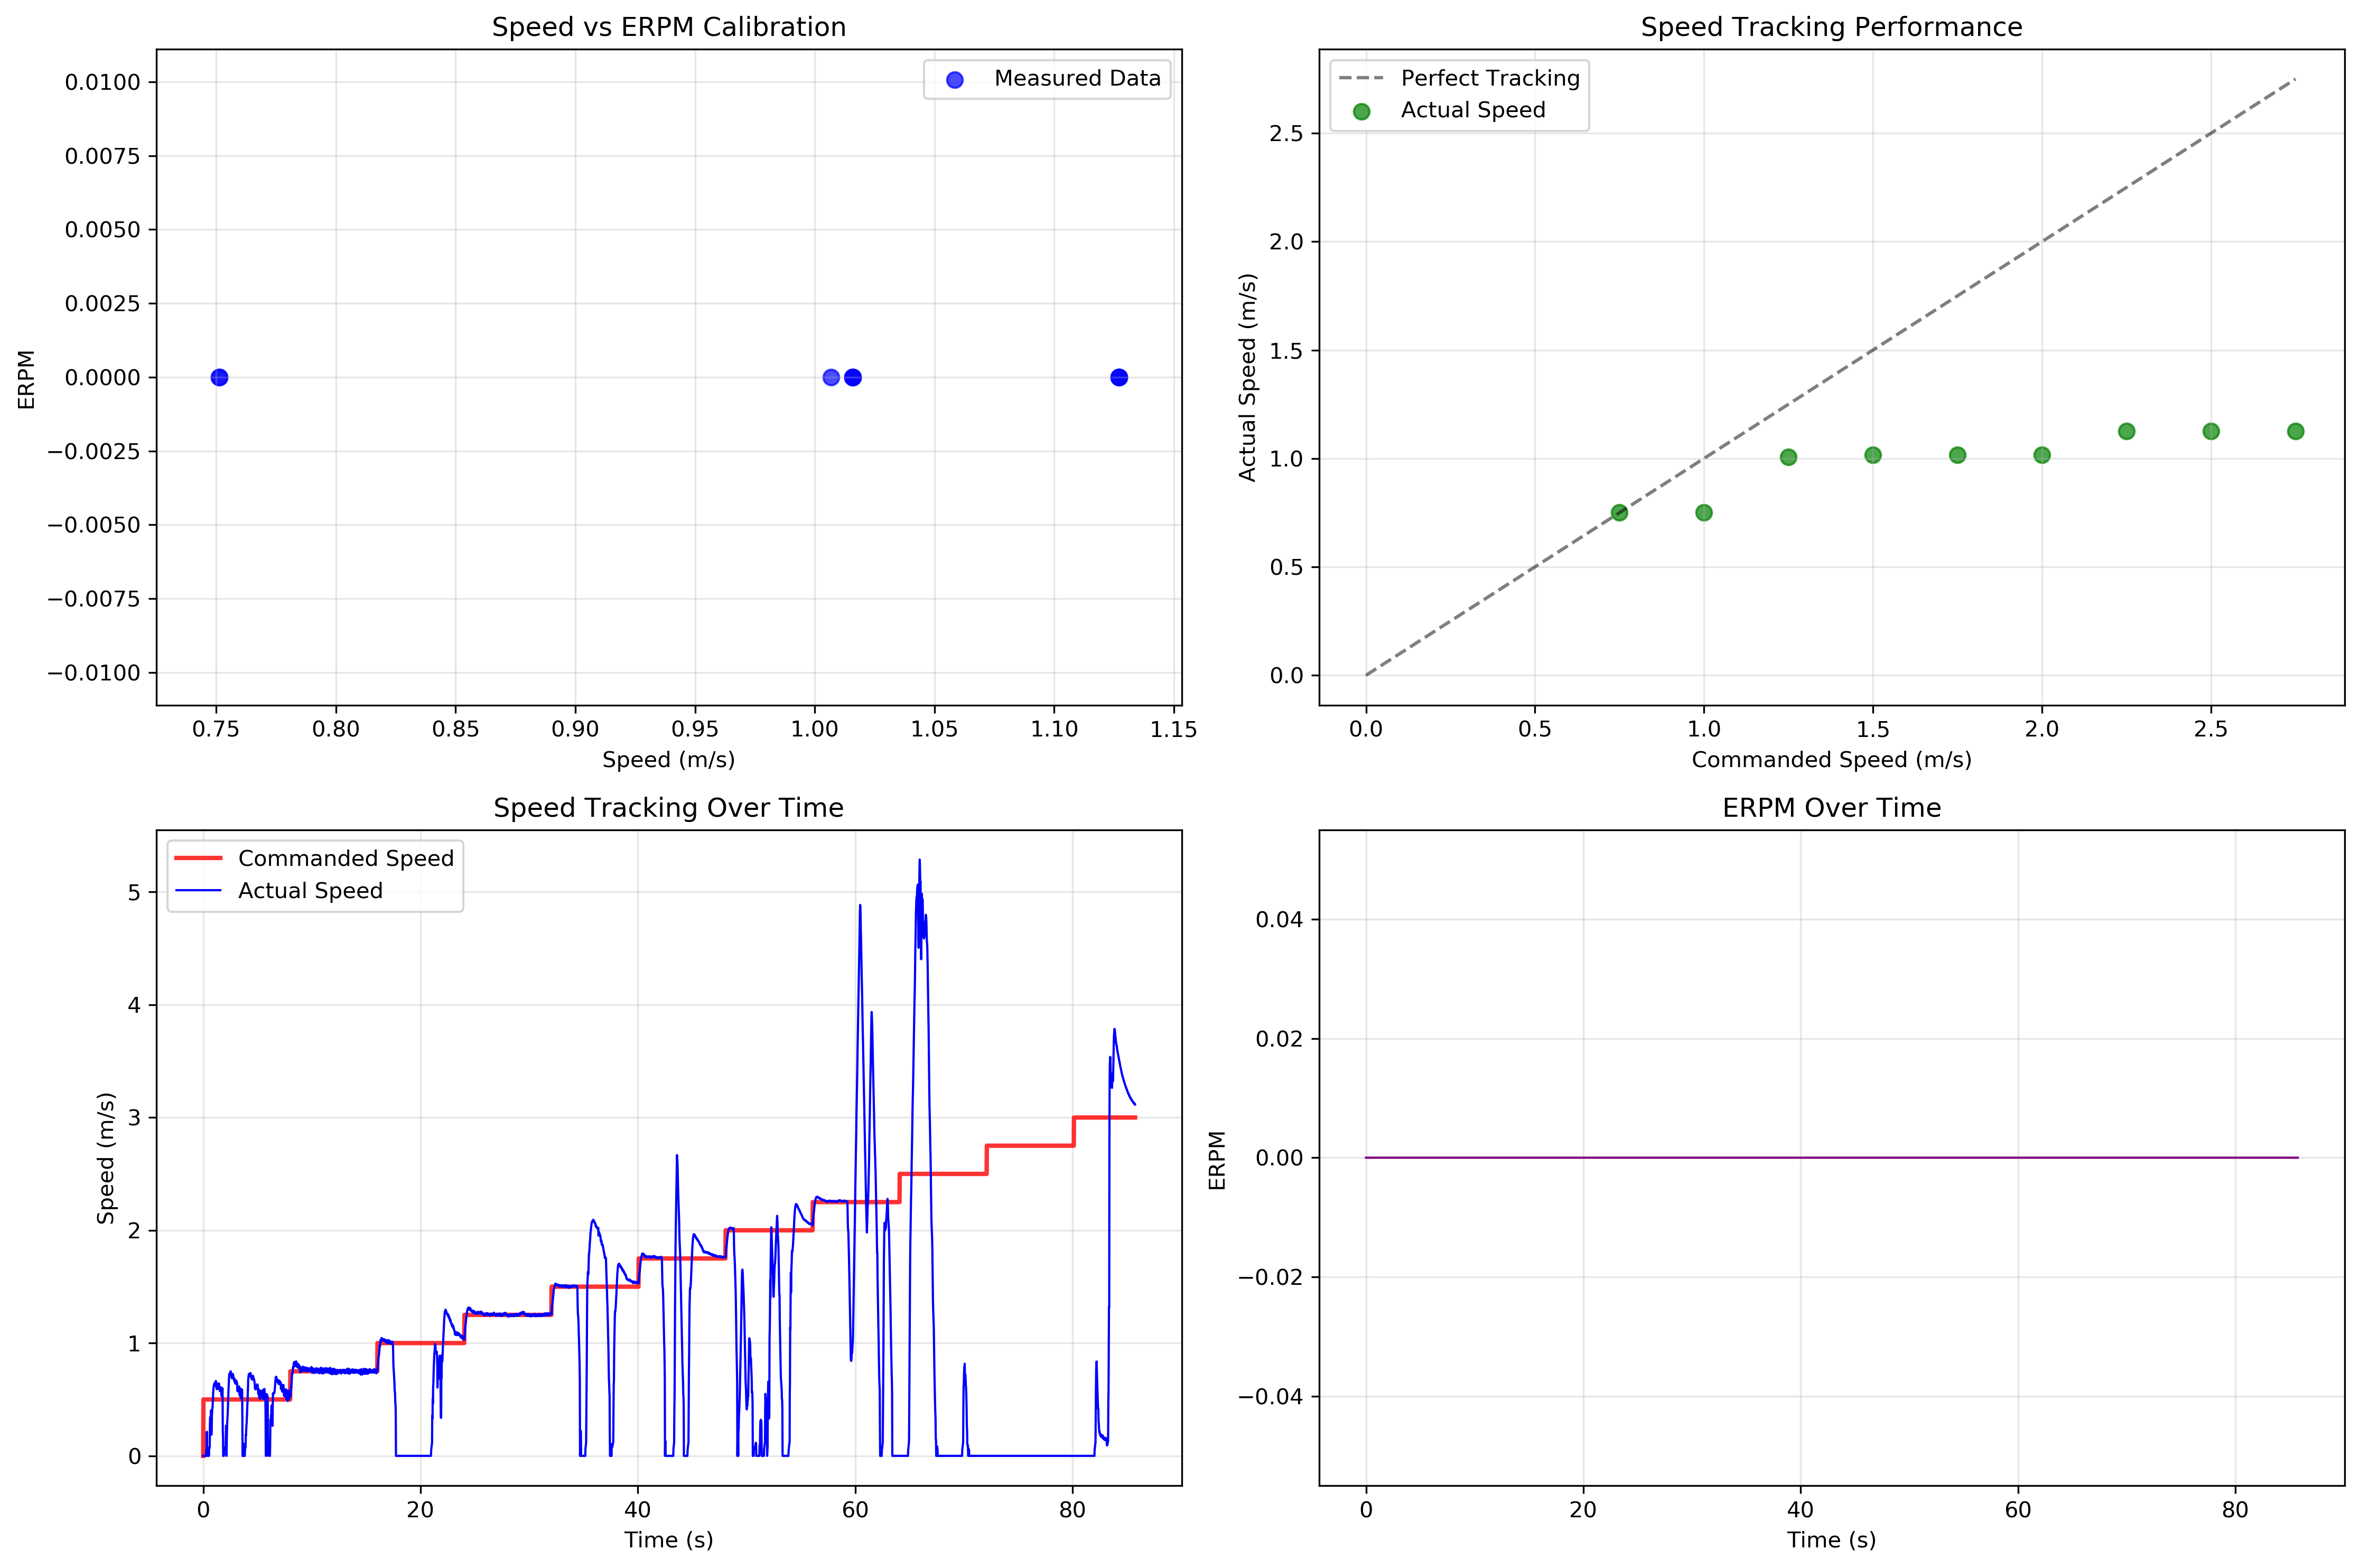 Speed vs ERPM Calibration
Measured Data
0.0100
0.0075
0.0050
0.0025
0.0000
−0.0025
−0.0050
−0.0075
−0.0100
ERPM
0.75 0.80 0.85 0.90 0.95 1.00 1.05 1.10 1.15
Speed (m/s)
Speed Tracking Performance
Perfect Tracking
Actual Speed
2.5
2.0
1.5
1.0
0.5
0.0
Actual Speed (m/s)
0.0 0.5 1.0 1.5 2.0 2.5
Commanded Speed (m/s)
Speed Tracking Over Time
Commanded Speed
Actual Speed
5
4
3
2
1
0
Speed (m/s)
0 20 40 60 80
Time (s)
ERPM Over Time
0.04
0.02
0.00
−0.02
−0.04
ERPM
0 20 40 60 80
Time (s)